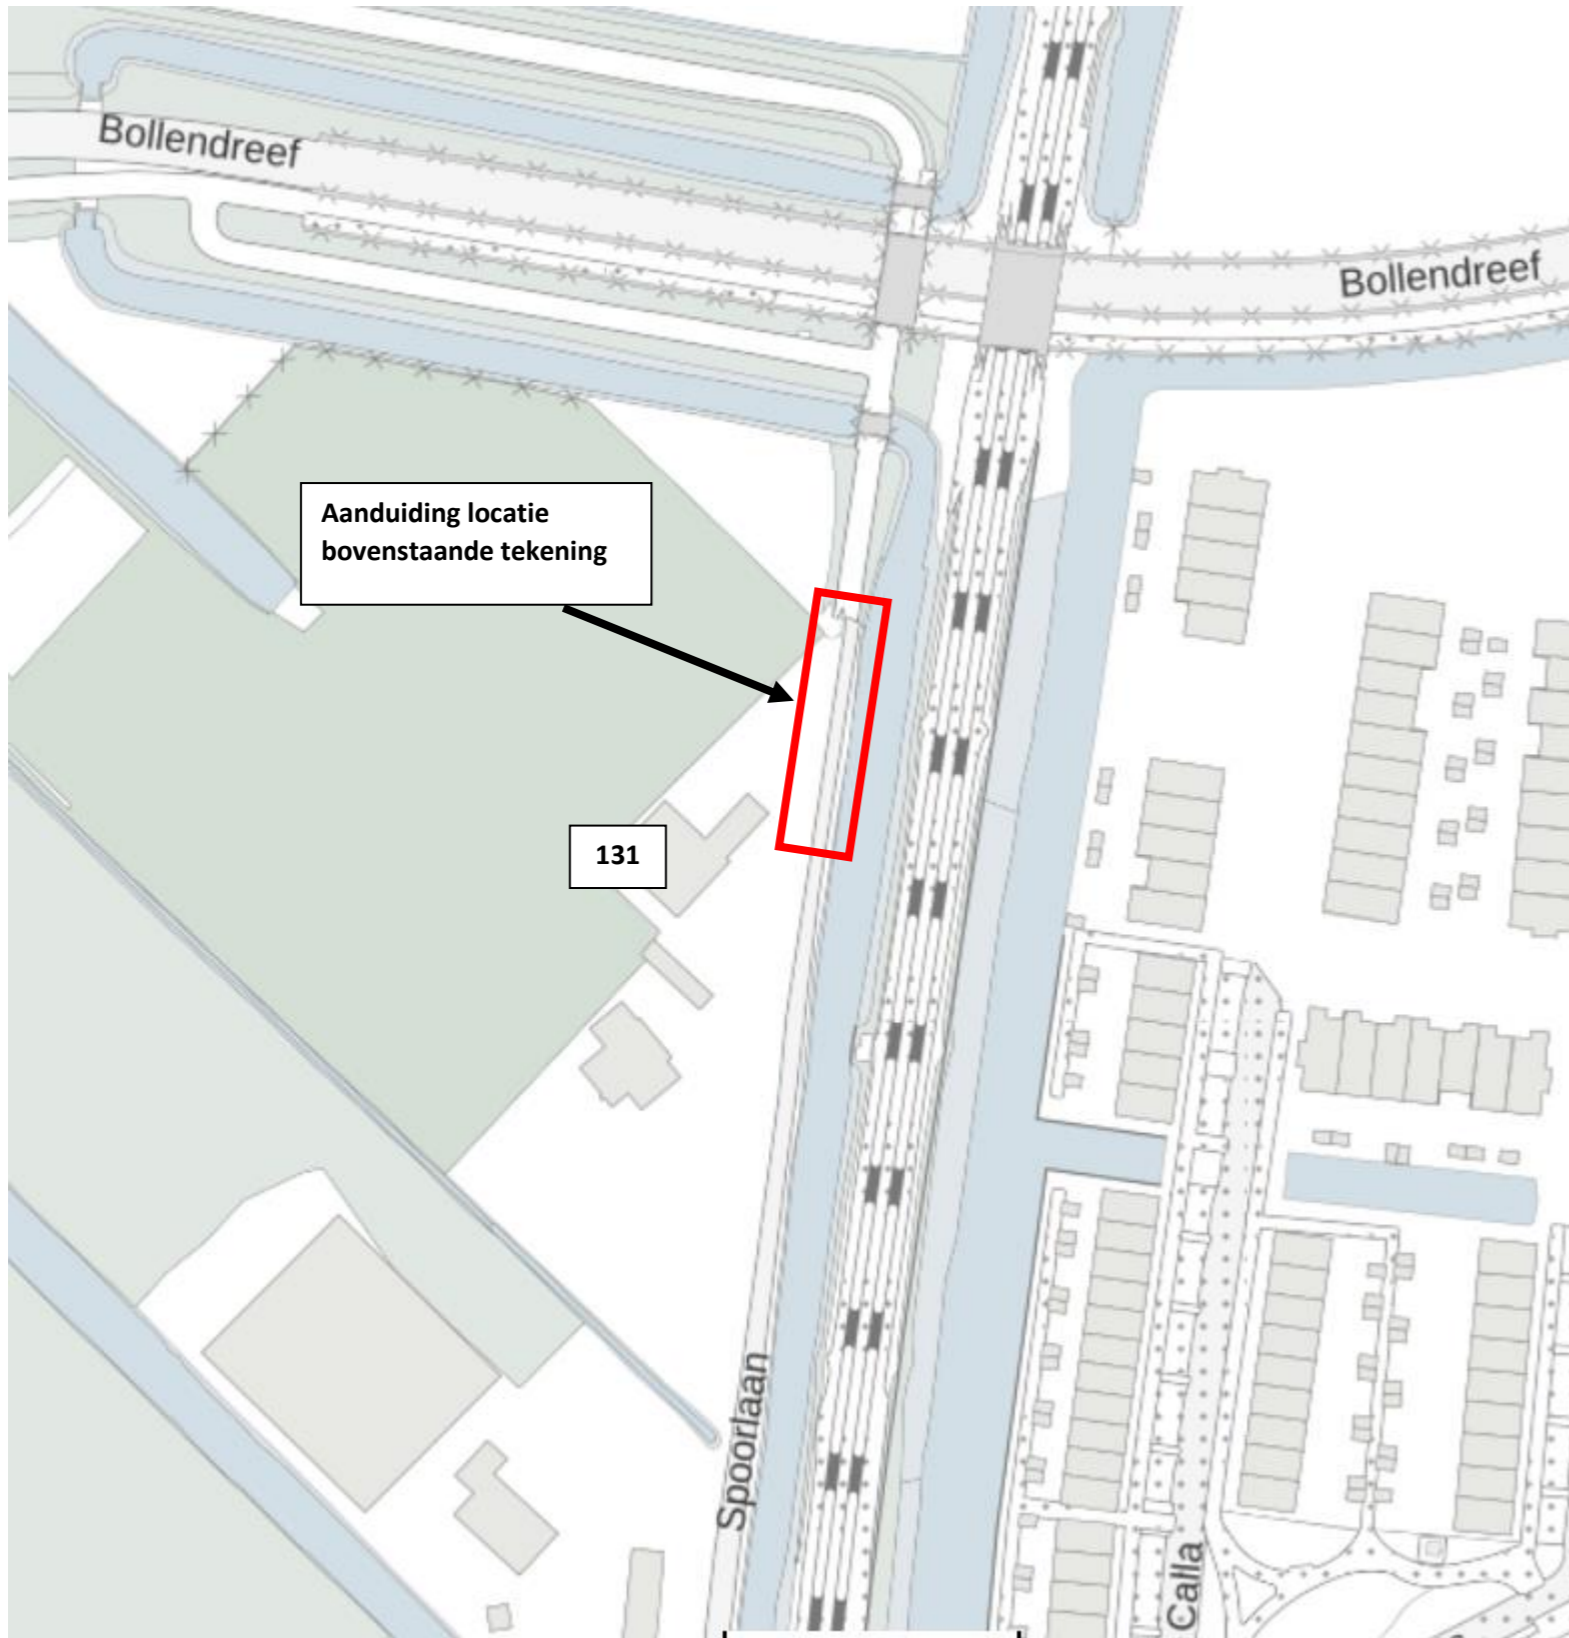 Bollendreef
Bollendreef
Aanduiding locatie
bovenstaande tekening
131
Spoorlaan
Calla